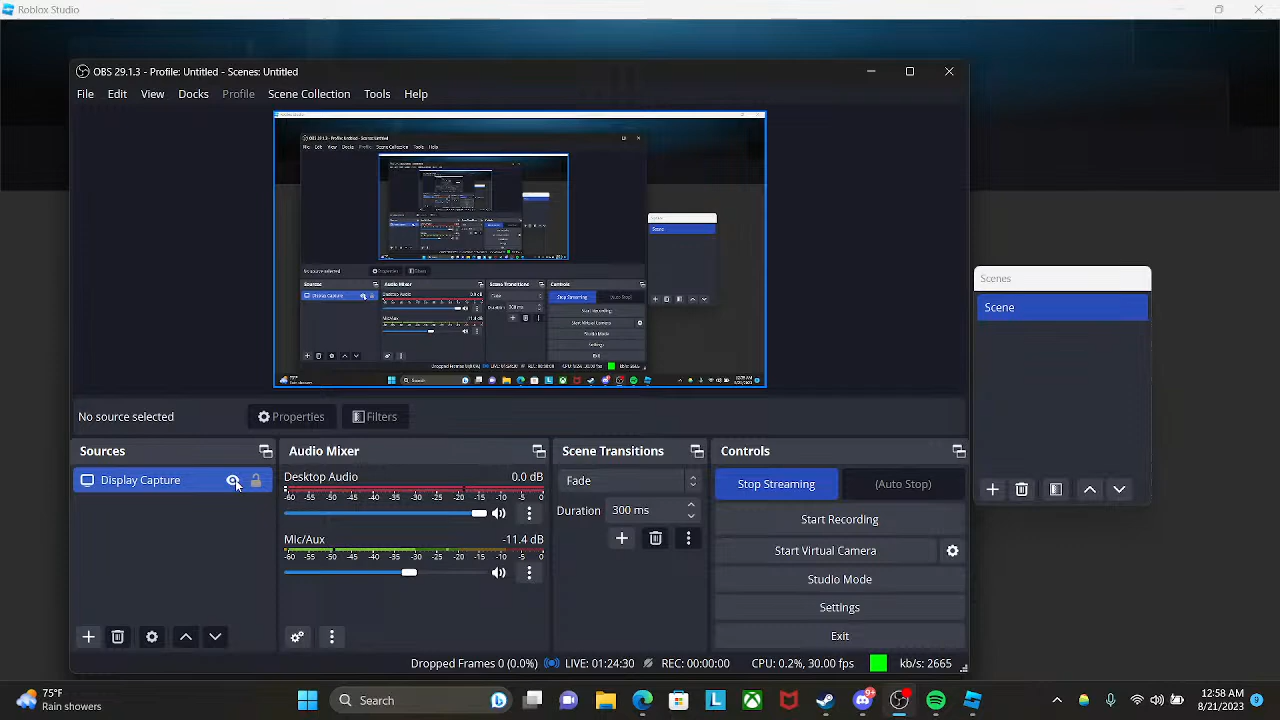 Roblox Studio
OBS 29.1.3 - Profile: Untitled - Scenes: Untitled
File Edit View Docks Profile Scene Collection Tools Help
Scenes
Scene
No source selected Properties Filters
Sources Audio Mixer Scene Transitions Controls
Display Capture
Desktop Audio 0.0 dB
-60 -55 -50 -45 -40 -35 -30 -25 -20 -15 -10 -5 0
Mic/Aux -11.4 dB
-60 -55 -50 -45 -40 -35 -30 -25 -20 -15 -10 -5 0
Fade
Duration 300 ms
Stop Streaming (Auto Stop)
Start Recording
Start Virtual Camera
Studio Mode
Settings
Exit
Dropped Frames 0 (0.0%) LIVE: 01:24:30 REC: 00:00:00 CPU: 0.2%, 30.00 fps kb/s: 2665
75°F
Rain showers
Search
12:58 AM
8/21/2023